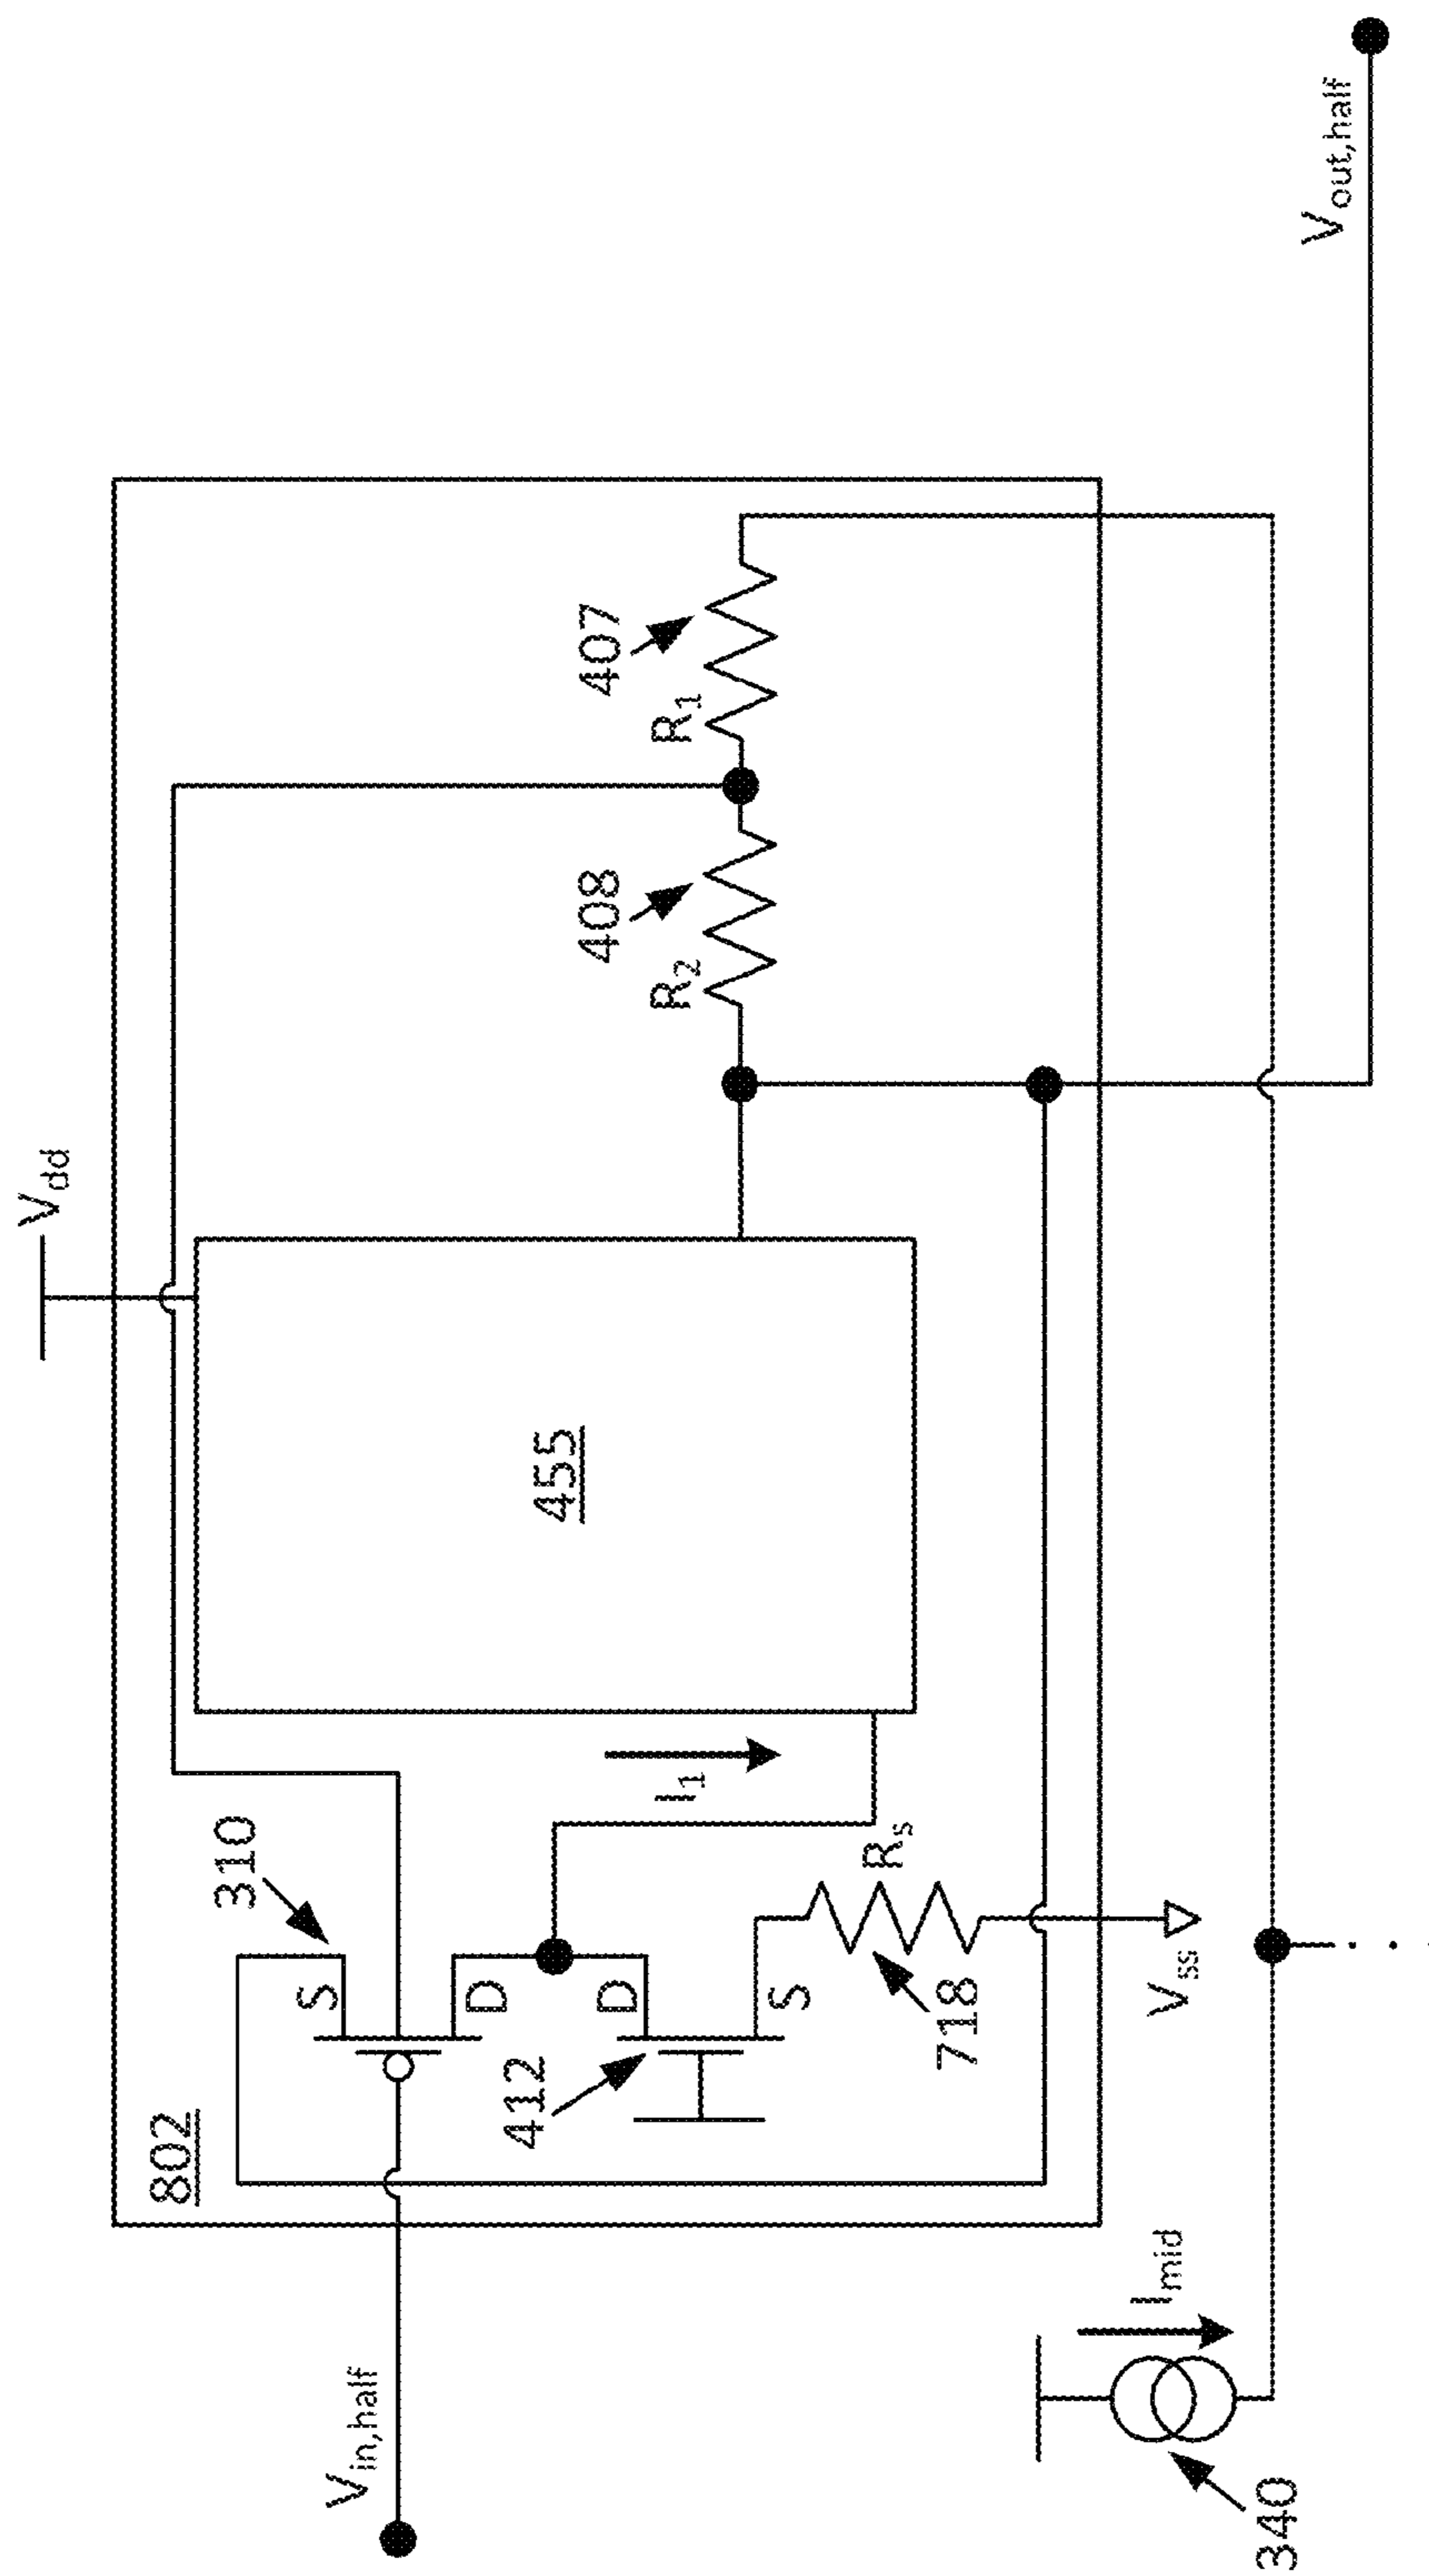 V_dd
802
310
S
D
D
S
412
718
R_s
I_1
455
408
R_2
407
R_1
V_in,half
V_ss
340
I_mid
V_out,half